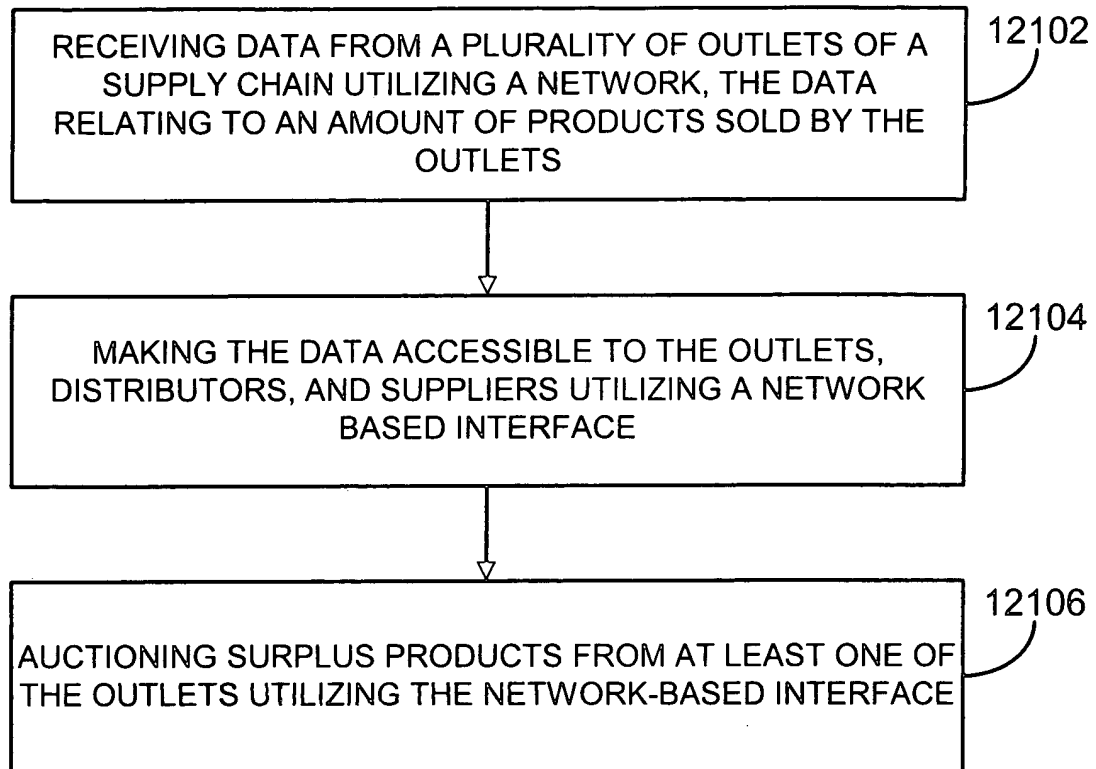 RECEIVING DATA FROM A PLURALITY OF OUTLETS OF A
SUPPLY CHAIN UTILIZING A NETWORK, THE DATA
RELATING TO AN AMOUNT OF PRODUCTS SOLD BY THE
OUTLETS
12102
MAKING THE DATA ACCESSIBLE TO THE OUTLETS,
DISTRIBUTORS, AND SUPPLIERS UTILIZING A NETWORK
BASED INTERFACE
12104
AUCTIONING SURPLUS PRODUCTS FROM AT LEAST ONE OF
THE OUTLETS UTILIZING THE NETWORK-BASED INTERFACE
12106